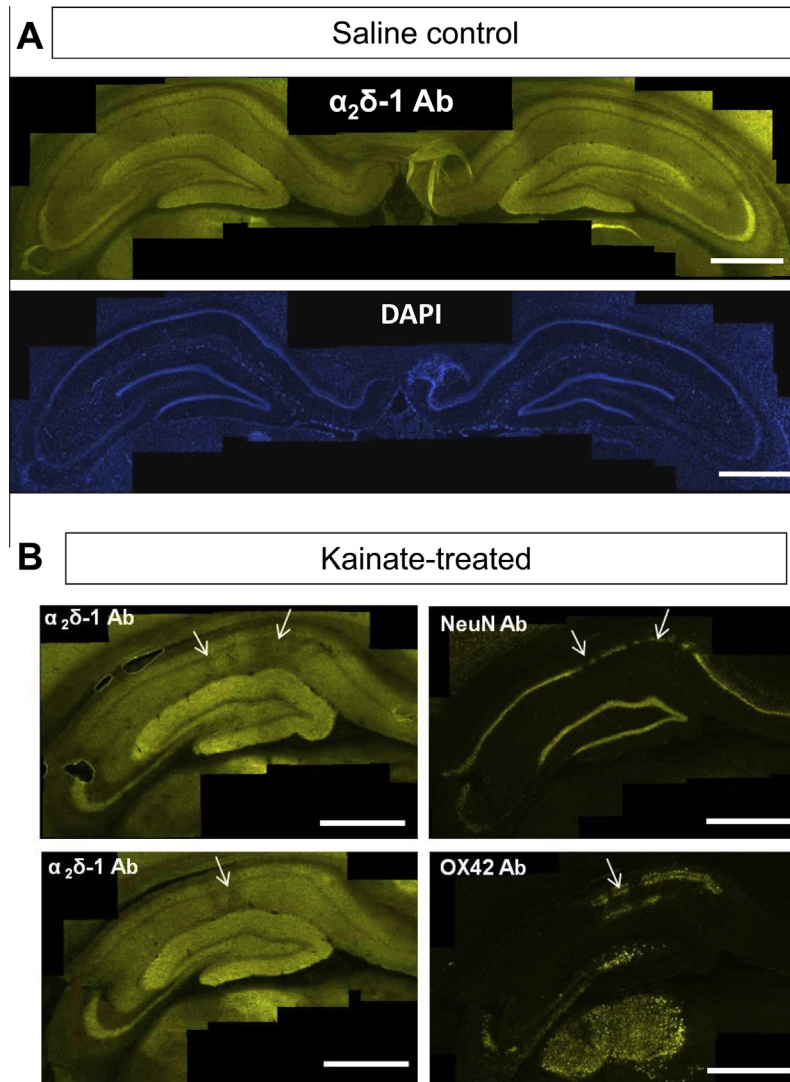 A
Saline control
α₂δ-1 Ab
DAPI
B
Kainate-treated
α₂δ-1 Ab
NeuN Ab
α₂δ-1 Ab
OX42 Ab